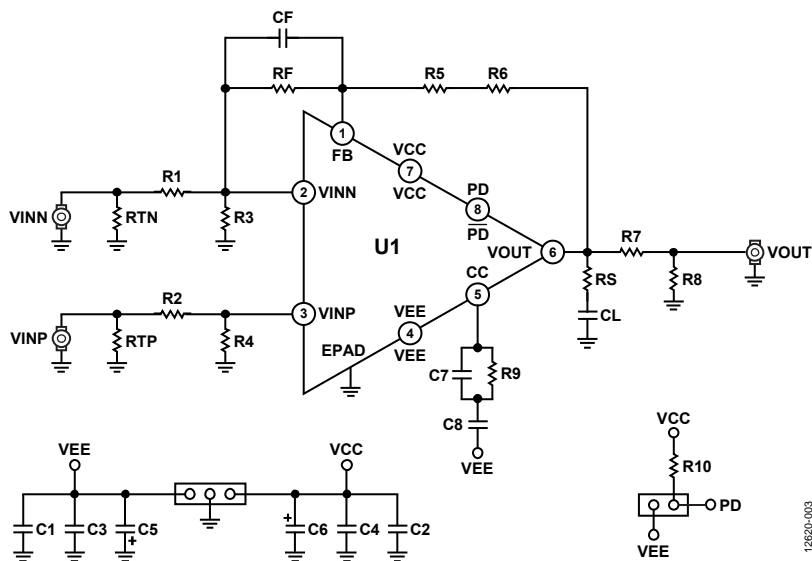 CF
RF
R5 R6
1
FB
VCC
7
VCC
PD
8
PD
R1
2 VINN
VINN
RTN
R3
U1
VOUT 6
R7
VOUT
RS
R8
CL
CC
5
R2
3 VINP
VINP
RTP
R4
VEE
4
VEE
EPAD
C7
R9
C8
VEE
VEE
VCC
C1 C3 C5
+
+
C6 C4 C2
VCC
R10
PD
VEE
12620-003